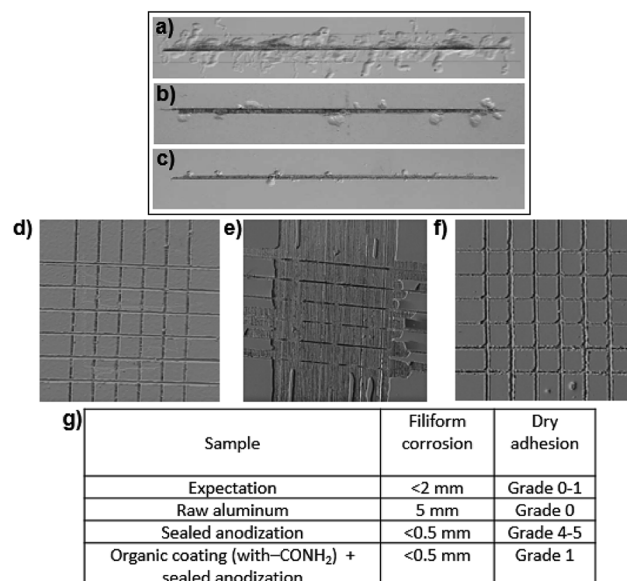 a)
b)
c)
d) e) f)
g)
Sample Filiform corrosion Dry adhesion
Expectation <2 mm Grade 0-1
Raw aluminum 5 mm Grade 0
Sealed anodization <0.5 mm Grade 4-5
Organic coating (with–CONH₂) + <0.5 mm Grade 1
sealed anodization